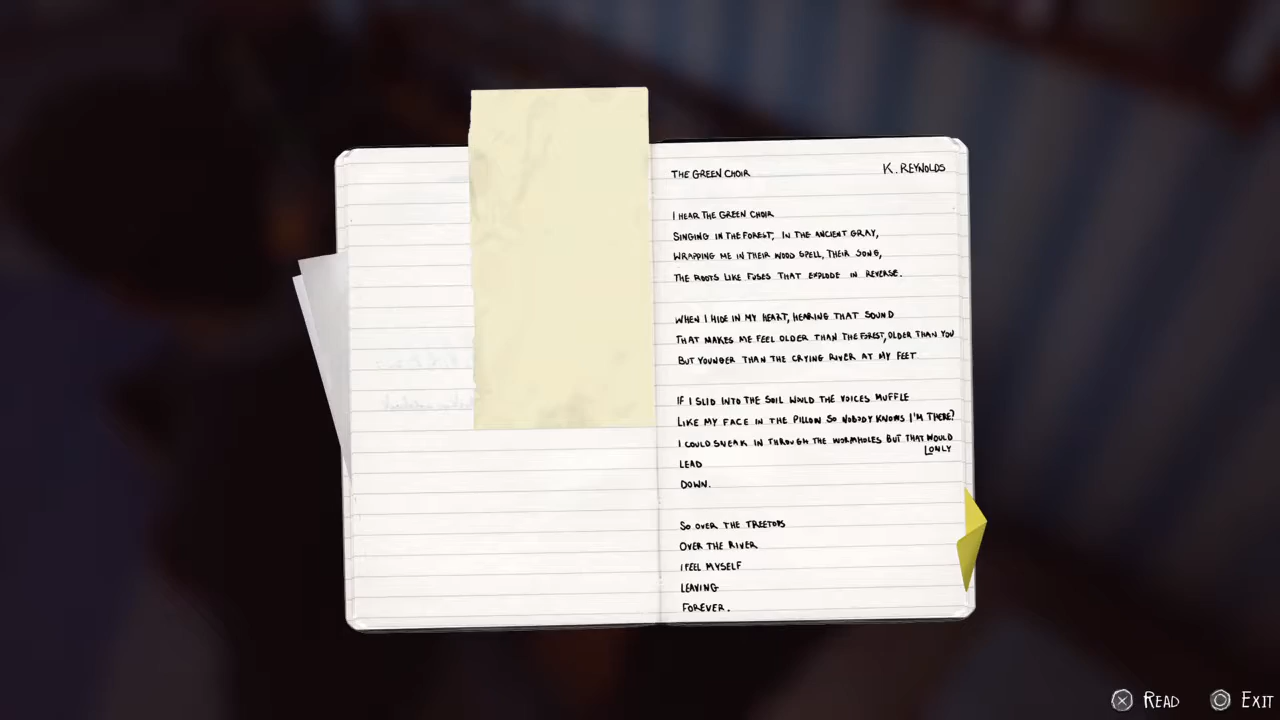 THE GREEN CHOIR K. REYNOLDS
I HEAR THE GREEN CHOIR
SINGING IN THE FOREST, IN THE ANCIENT GRAY,
WRAPPING ME IN THEIR WOOD SPELL, THEIR SONG,
THE ROOTS LIKE FUSES THAT EXPLODE IN REVERSE.
WHEN I HIDE IN MY HEART, HEARING THAT SOUND
THAT MAKES ME FEEL OLDER THAN THE FOREST, OLDER THAN YOU
BUT YOUNGER THAN THE CRYING RIVER AT MY FEET
IF I SLID INTO THE SOIL WOULD THE VOICES MUFFLE
LIKE MY FACE IN THE PILLOW SO NOBODY KNOWS I'M THERE?
I COULD SNEAK IN THROUGH THE WORMHOLES BUT THAT WOULD
ONLY
LEAD
DOWN.
SO OVER THE TREETOPS
OVER THE RIVER
I FEEL MYSELF
LEAVING
FOREVER.
READ EXIT